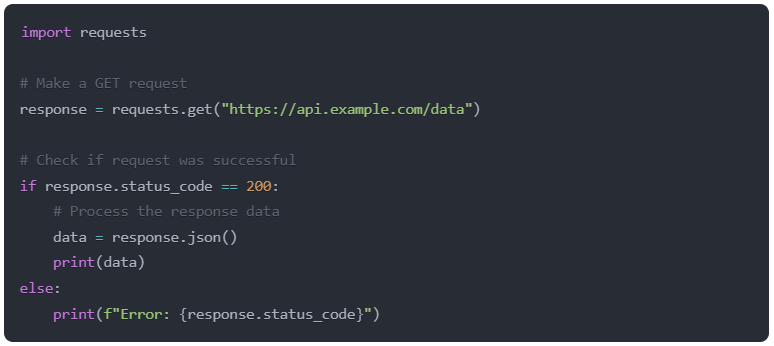 import requests

# Make a GET request
response = requests.get("https://api.example.com/data")

# Check if request was successful
if response.status_code == 200:
    # Process the response data
    data = response.json()
    print(data)
else:
    print(f"Error: {response.status_code}")